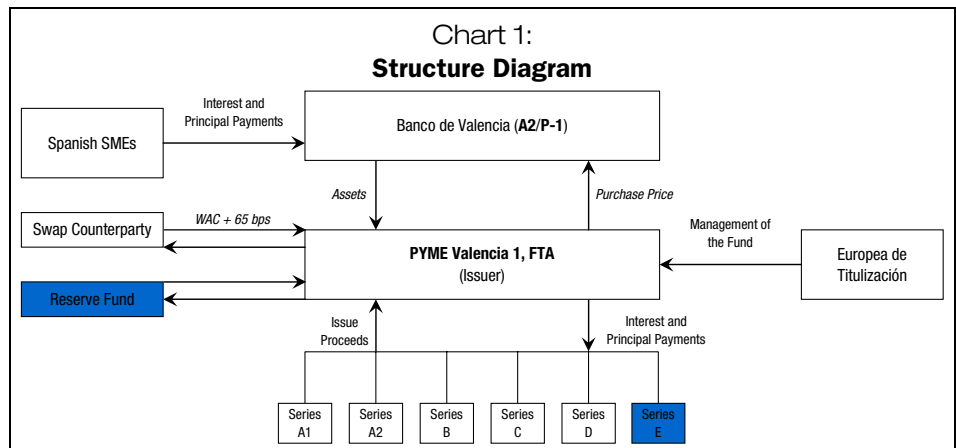 Chart 1:
Structure Diagram
Interest and
Principal Payments
Spanish SMEs
Banco de Valencia (A2/P-1)
Assets
Purchase Price
Swap Counterparty
WAC + 65 bps
Management of
the Fund
PYME Valencia 1, FTA
(Issuer)
Europea de
Titulización
Reserve Fund
Issue
Proceeds
Interest and
Principal Payments
Series
A1
Series
A2
Series
B
Series
C
Series
D
Series
E